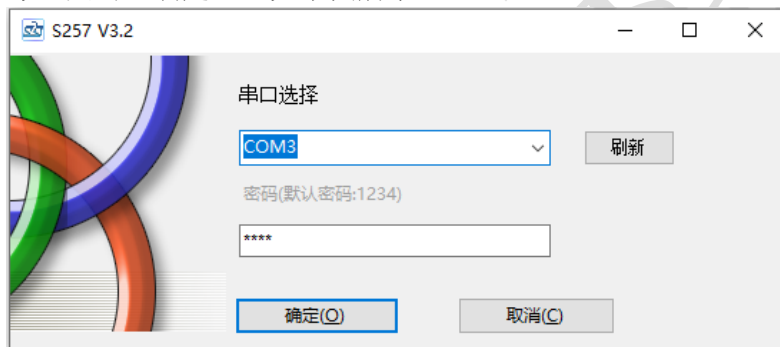 S257 V3.2
串口选择
COM3
刷新
密码(默认密码:1234)
****
确定(O)
取消(C)